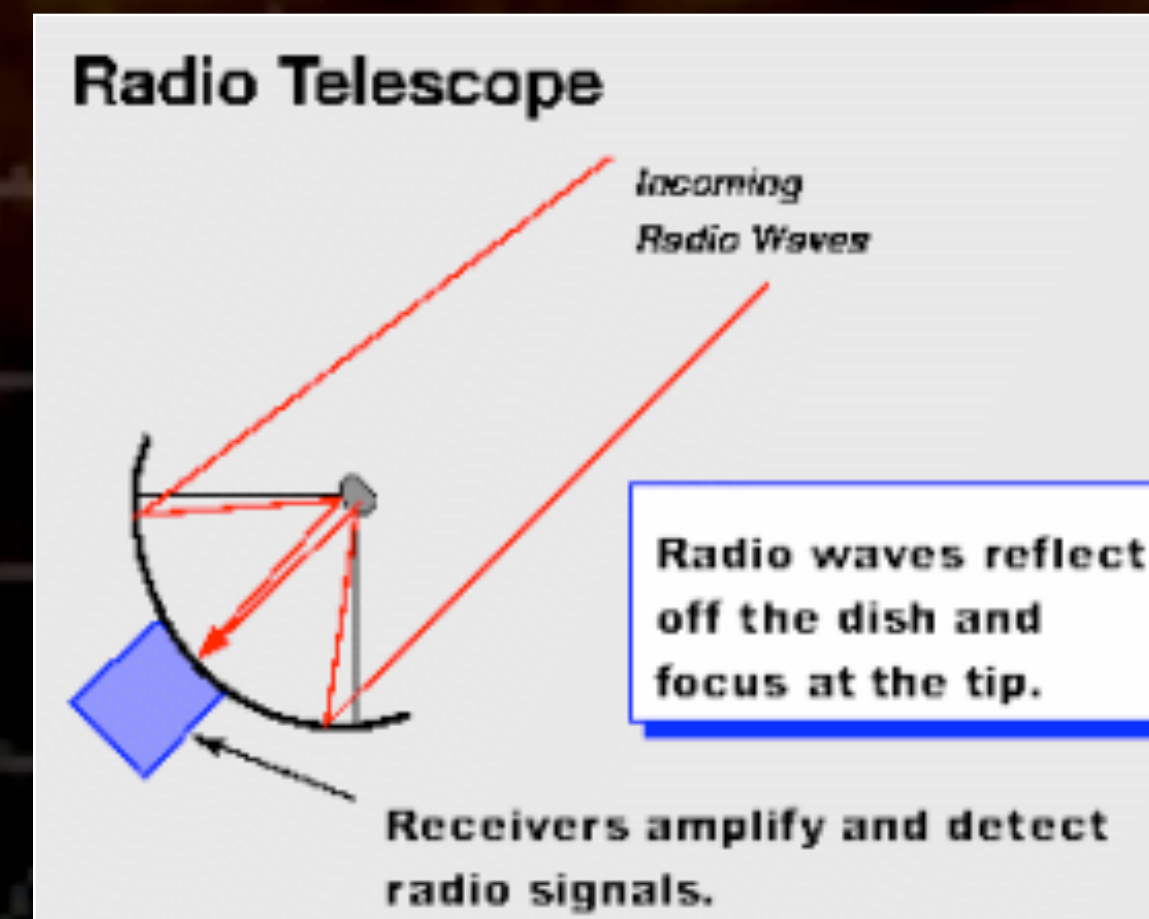 Radio Telescope
Incoming
Radio Waves
Radio waves reflect
off the dish and
focus at the tip.
Receivers amplify and detect
radio signals.